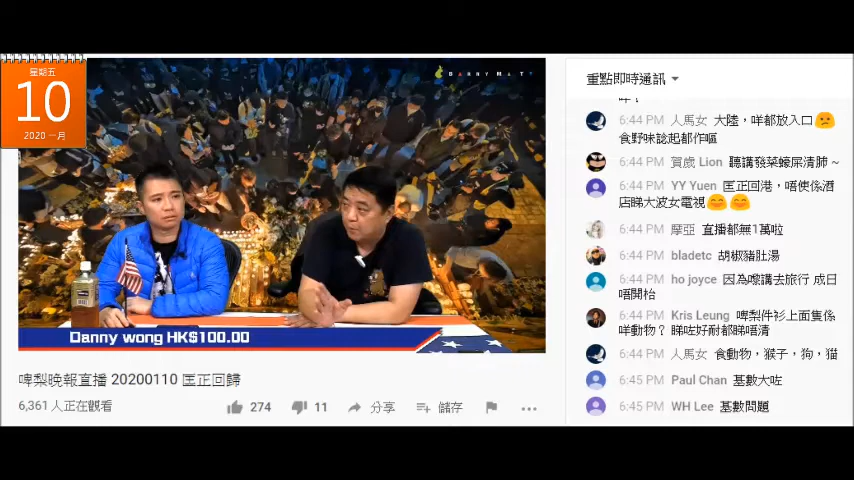 星期五
10
2020 一月
DANNY MATT
Danny wong HK$100.00
啤梨晚報直播 20200110 匡正回歸
6,361 人正在觀看
274
11
分享
儲存
重點即時通訊
6:44 PM 人馬女 大陸，咩都放入口
食野味諗起都作嘔
6:44 PM 賀歲 Lion 聽講發菜蠔屎清肺～
6:44 PM YY Yuen 匡正回港，唔使係酒
店睇大波女電視
6:44 PM 摩亞 直播都無1萬啦
6:44 PM bladetc 胡椒豬肚湯
6:44 PM ho joyce 因為嚟講去旅行 成日
唔開枱
6:44 PM Kris Leung 啤梨件衫上面隻係
咩動物？ 睇咗好耐都睇唔清
6:44 PM 人馬女 食動物，猴子，狗，貓
6:45 PM Paul Chan 基數大咗
6:45 PM WH Lee 基數問題